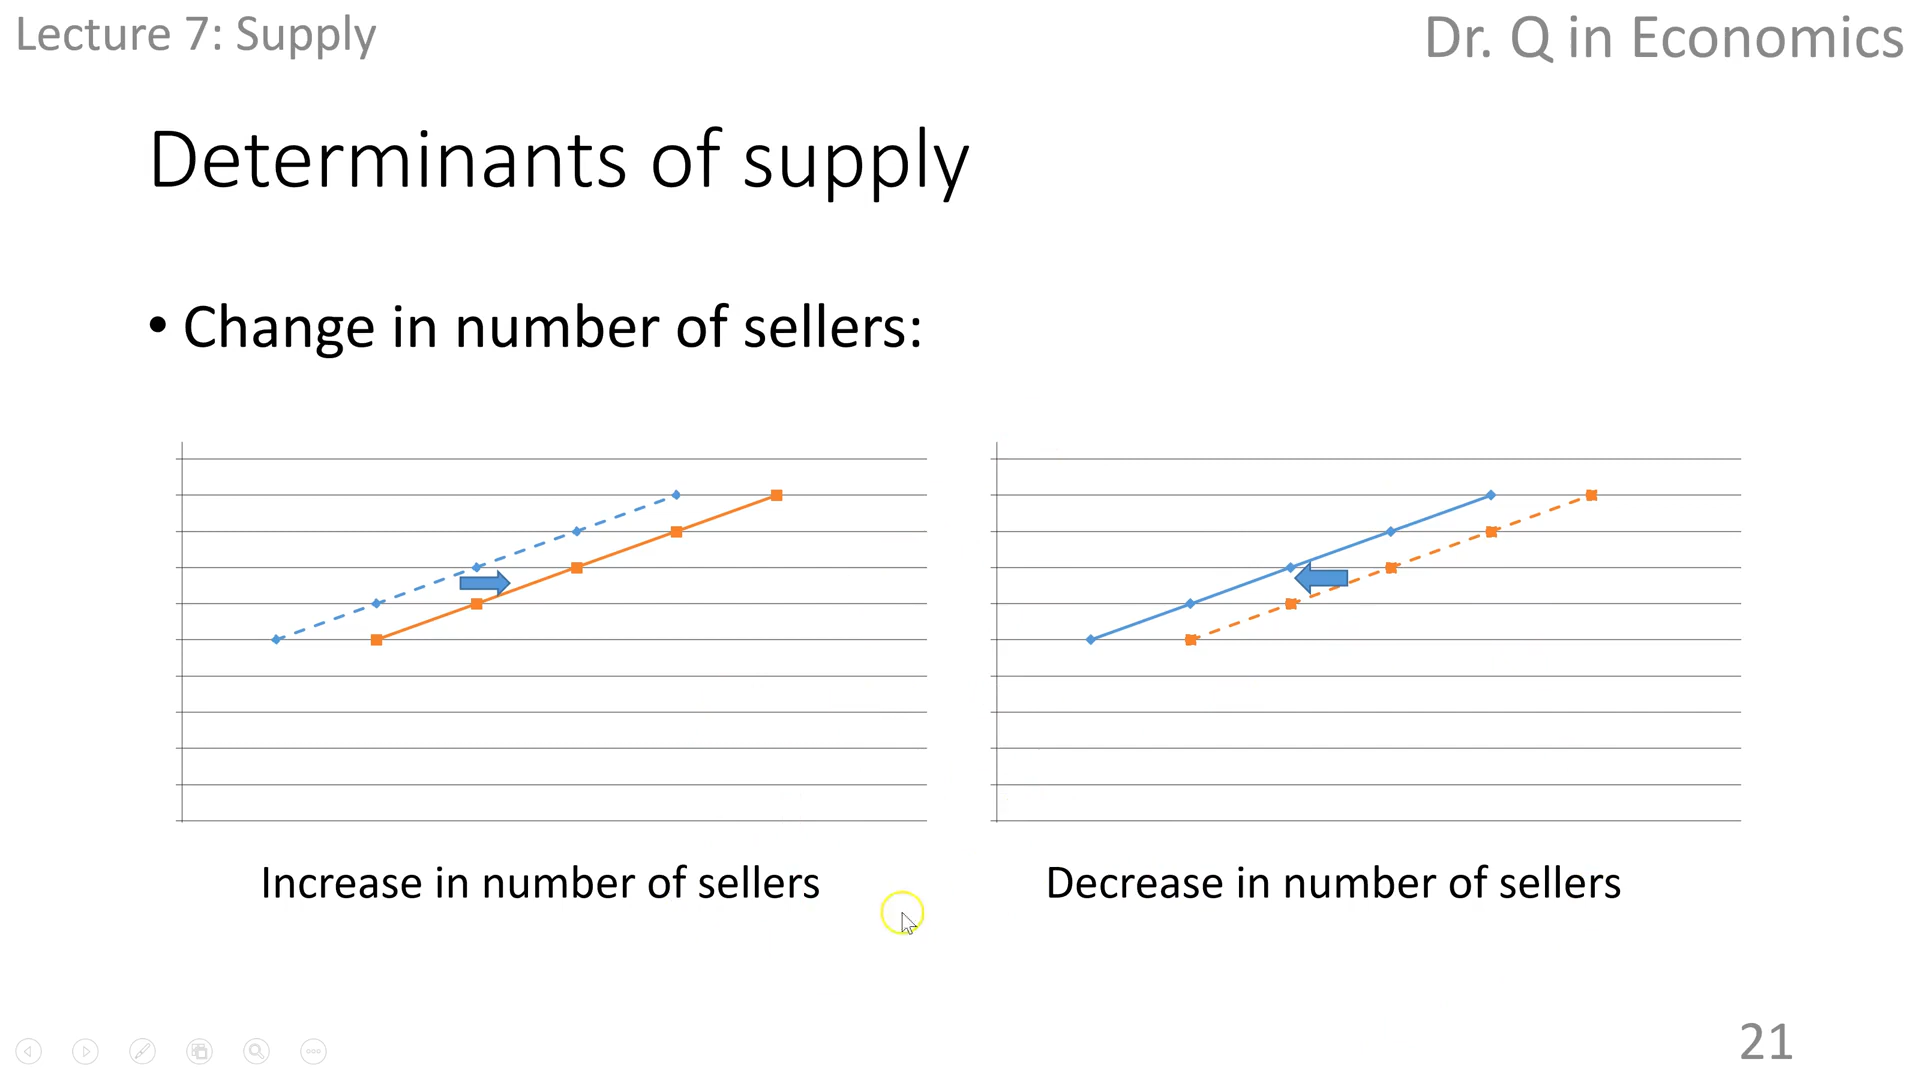 Lecture 7: Supply
Dr. Q in Economics
Determinants of supply
• Change in number of sellers:
Increase in number of sellers
Decrease in number of sellers
21